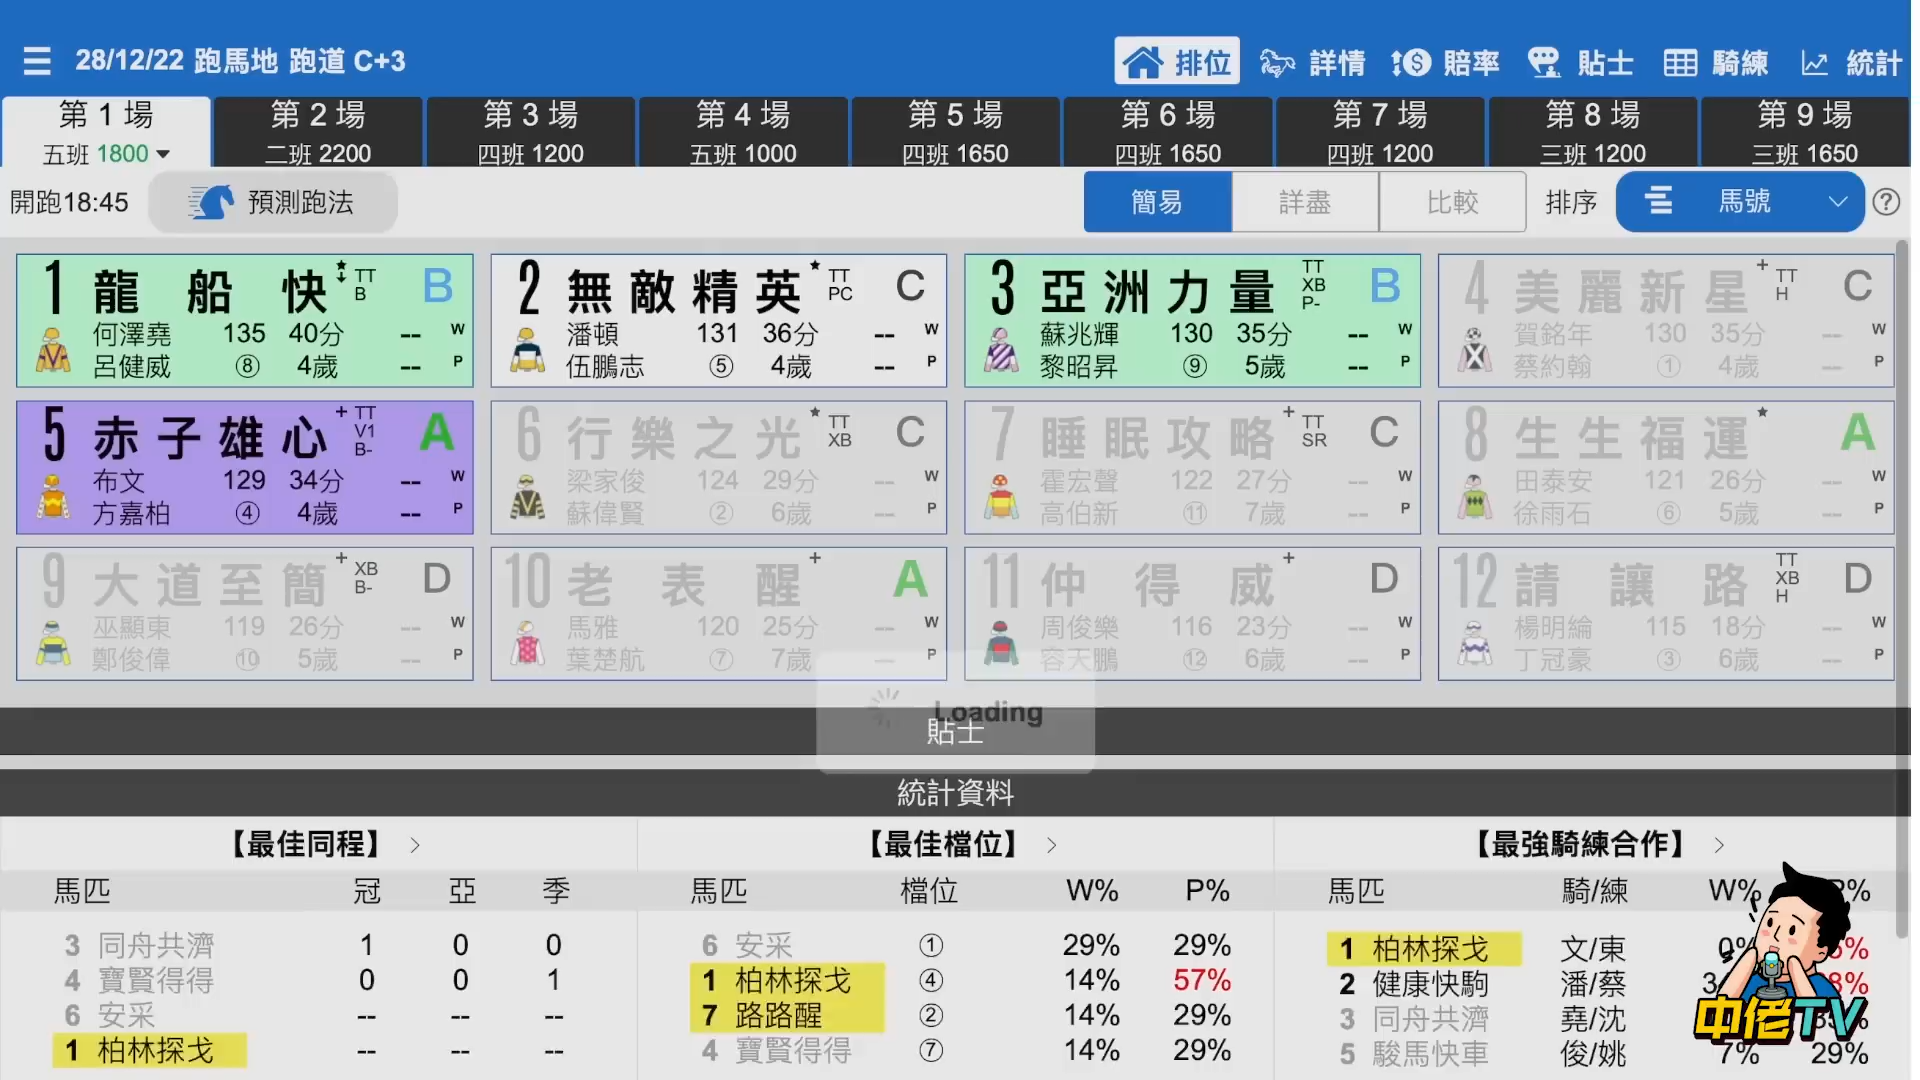 28/12/22 跑馬地 跑道 C+3
排位 詳情 賠率 貼士 騎練 統計
第 1 場 第 2 場 第 3 場 第 4 場 第 5 場 第 6 場 第 7 場 第 8 場 第 9 場
五班 1800 二班 2200 四班 1200 五班 1000 四班 1650 四班 1650 四班 1200 三班 1200 三班 1650
開跑18:45 預測跑法 簡易 詳盡 比較 排序 馬號 ?
1 龍船快 TT B B
何澤堯 135 40分 -- W
呂健威 ⑧ 4歲 -- P
2 無敵精英 TT PC C
潘頓 131 36分 -- W
伍鵬志 ⑤ 4歲 -- P
3 亞洲力量 TT XB P- B
蘇兆輝 130 35分 -- W
黎昭昇 ⑨ 5歲 -- P
4 美麗新星 + TT H C
賀銘年 130 35分 -- W
蔡約翰 ① 4歲 -- P
5 赤子雄心 + TT V1 B- A
布文 129 34分 -- W
方嘉柏 ④ 4歲 -- P
6 行樂之光 TT XB C
梁家俊 124 29分 -- W
蘇偉賢 ② 6歲 -- P
7 睡眠攻略 + TT SR C
霍宏聲 122 27分 -- W
高伯新 ⑪ 7歲 -- P
8 生生福運 A
田泰安 121 26分 -- W
徐雨石 ⑥ 5歲 -- P
9 大道至簡 + XB B- D
巫顯東 119 26分 -- W
鄭俊偉 ⑩ 5歲 -- P
10 老表醒 + A
馬雅 120 25分 -- W
葉楚航 ⑦ 7歲 -- P
11 仲得威 + D
周俊樂 116 23分 -- W
容天鵬 ⑫ 6歲 -- P
12 請讓路 TT XB H D
楊明綸 115 18分 -- W
丁冠豪 ③ 6歲 -- P
Loading
貼士
統計資料
【最佳同程】 >
馬匹 冠 亞 季
3 同舟共濟 1 0 0
4 寶賢得得 0 0 1
6 安采 -- -- --
1 柏林探戈 -- -- --
【最佳檔位】 >
馬匹 檔位 W% P%
6 安采 ① 29% 29%
1 柏林探戈 ④ 14% 57%
7 路路醒 ② 14% 29%
4 寶賢得得 ⑦ 14% 29%
【最強騎練合作】 >
馬匹 騎/練 W%
1 柏林探戈 文/東
2 健康快駒 潘/蔡
3 同舟共濟 堯/沈
5 駿馬快車 俊/姚 7% 29%
中佬TV